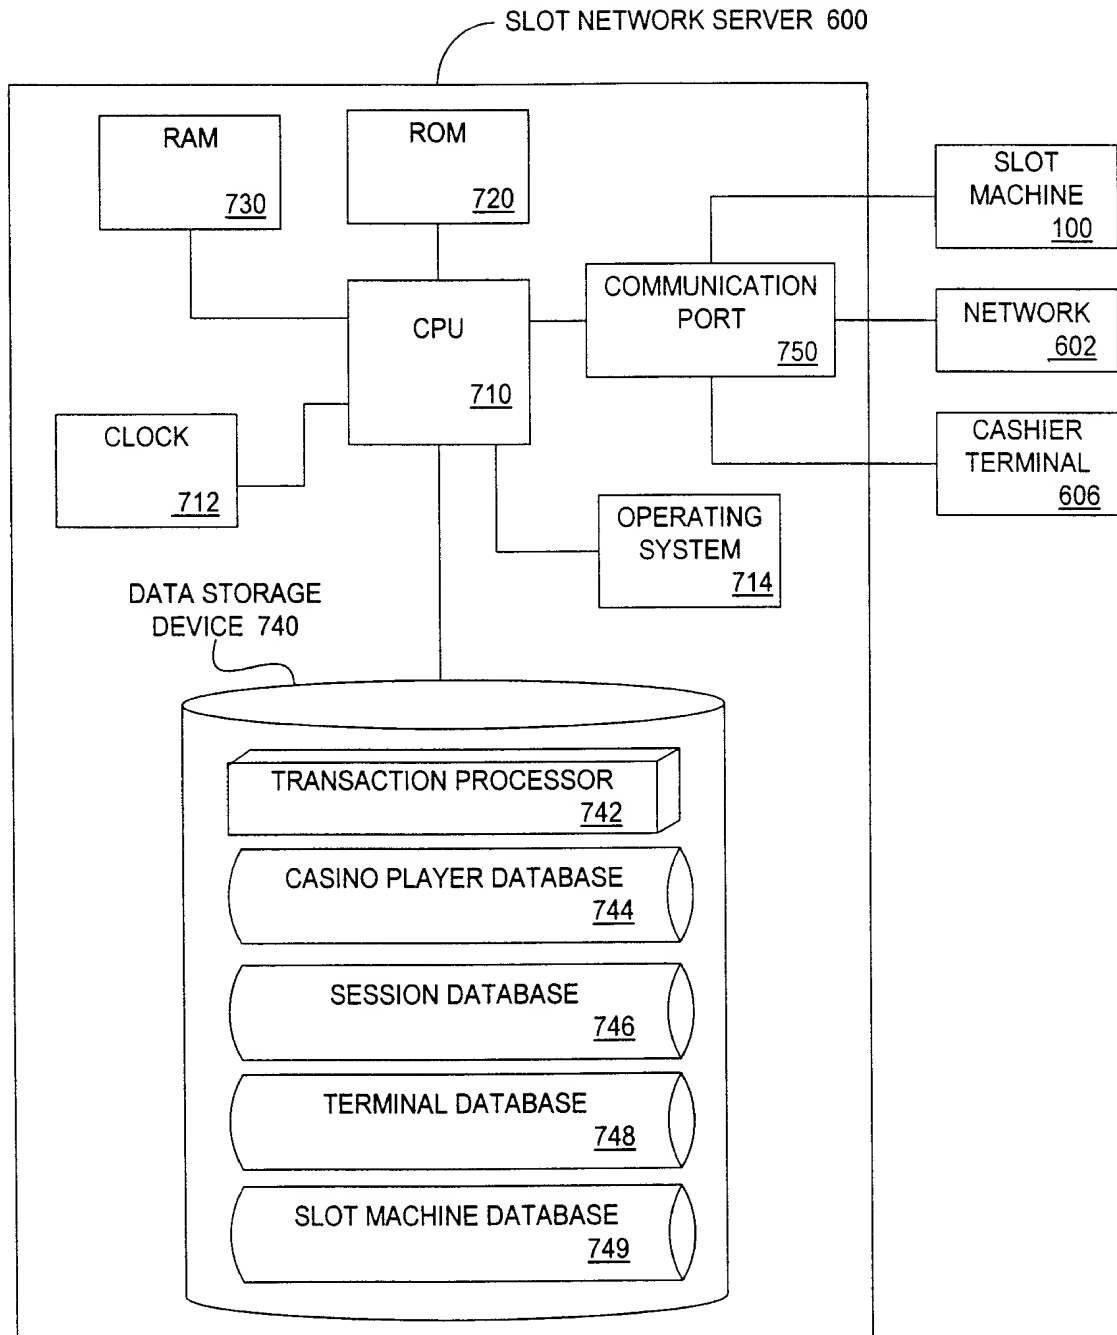 SLOT NETWORK SERVER 600
RAM
730
ROM
720
SLOT
MACHINE
100
COMMUNICATION
PORT
750
NETWORK
602
CPU
710
CLOCK
712
CASHIER
TERMINAL
606
OPERATING
SYSTEM
714
DATA STORAGE
DEVICE 740
TRANSACTION PROCESSOR
742
CASINO PLAYER DATABASE
744
SESSION DATABASE
746
TERMINAL DATABASE
748
SLOT MACHINE DATABASE
749